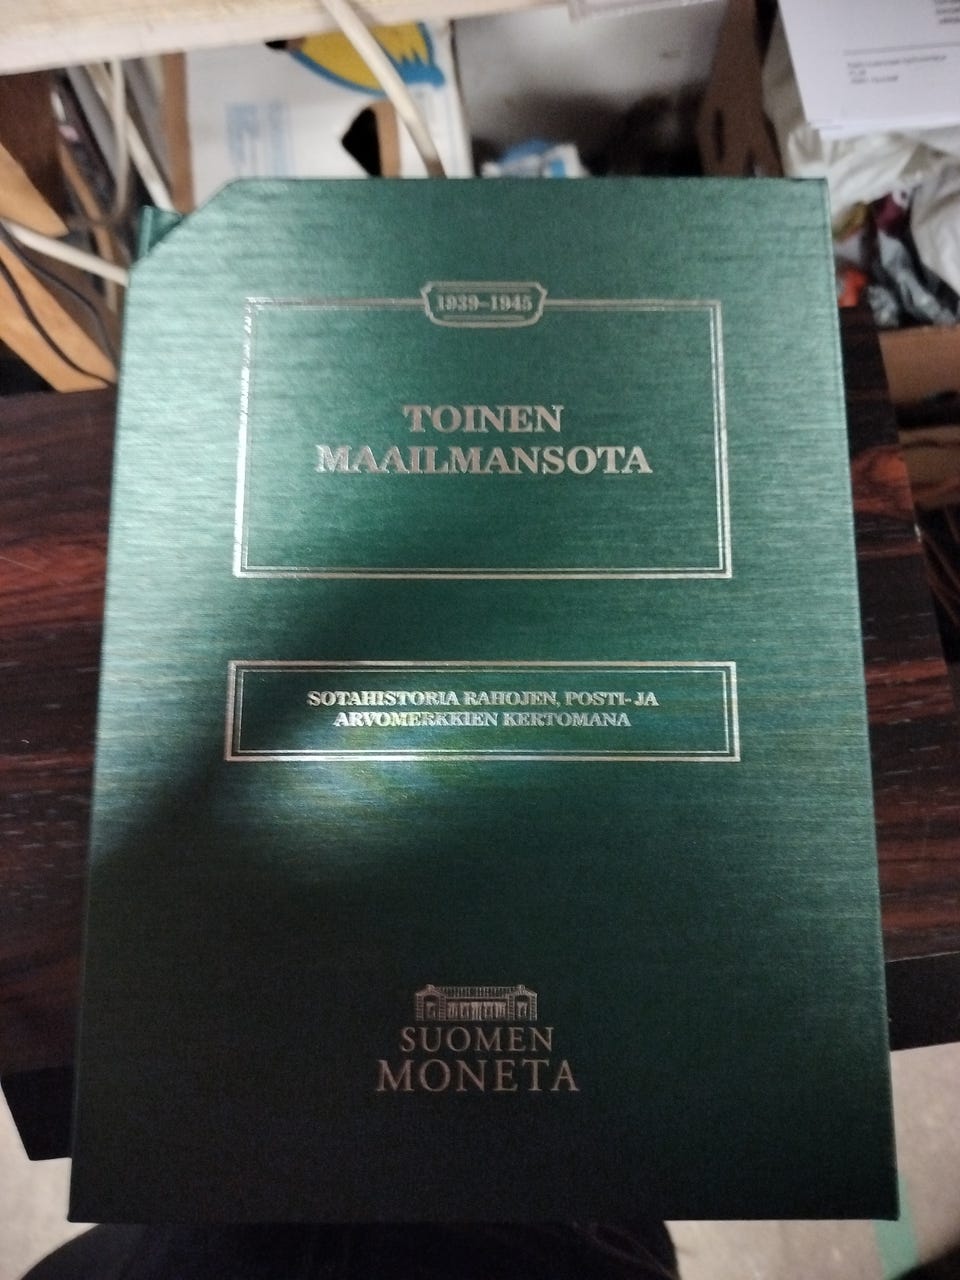 1939–1945
TOINEN
MAAILMANSOTA
SOTAHISTORIA RAHOJEN, POSTI- JA
ARVOMERKKIEN KERTOMANA
SUOMEN
MONETA